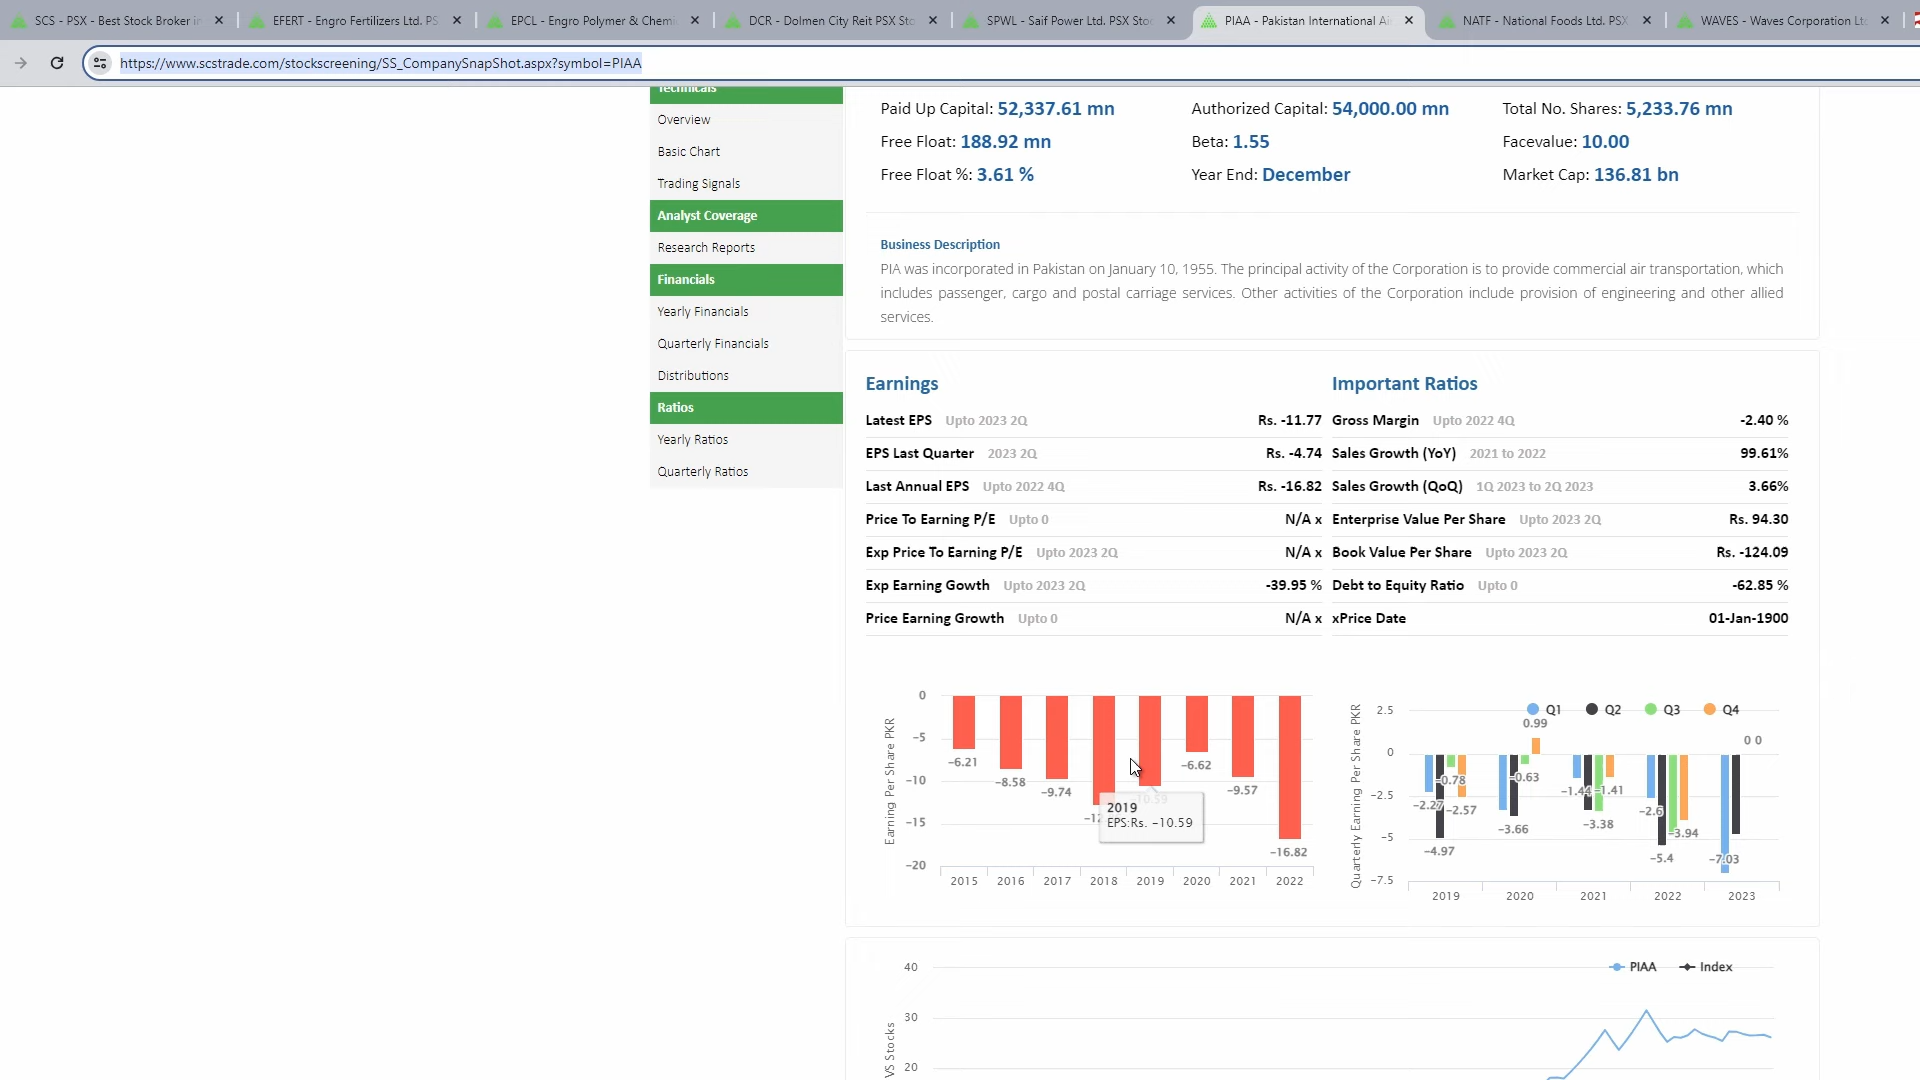 SCS - PSX - Best Stock Broker in
EFERT - Engro Fertilizers Ltd. PS
EPCL - Engro Polymer & Chemi
DCR - Dolmen City Reit PSX Sto
SPWL - Saif Power Ltd. PSX Stoc
PIAA - Pakistan International Ai
NATF - National Foods Ltd. PSX
WAVES - Waves Corporation Lt
https://www.scstrade.com/stockscreening/SS_CompanySnapShot.aspx?symbol=PIAA
Technicals
Overview
Basic Chart
Trading Signals
Analyst Coverage
Research Reports
Financials
Yearly Financials
Quarterly Financials
Distributions
Ratios
Yearly Ratios
Quarterly Ratios
Paid Up Capital: 52,337.61 mn
Authorized Capital: 54,000.00 mn
Total No. Shares: 5,233.76 mn
Free Float: 188.92 mn
Beta: 1.55
Facevalue: 10.00
Free Float %: 3.61 %
Year End: December
Market Cap: 136.81 bn
Business Description
PIA was incorporated in Pakistan on January 10, 1955. The principal activity of the Corporation is to provide commercial air transportation, which
includes passenger, cargo and postal carriage services. Other activities of the Corporation include provision of engineering and other allied
services.
Earnings
Latest EPS Upto 2023 2Q Rs. -11.77
EPS Last Quarter 2023 2Q Rs. -4.74
Last Annual EPS Upto 2022 4Q Rs. -16.82
Price To Earning P/E Upto 0 N/A x
Exp Price To Earning P/E Upto 2023 2Q N/A x
Exp Earning Gowth Upto 2023 2Q -39.95 %
Price Earning Growth Upto 0 N/A x
Important Ratios
Gross Margin Upto 2022 4Q -2.40 %
Sales Growth (YoY) 2021 to 2022 99.61%
Sales Growth (QoQ) 1Q 2023 to 2Q 2023 3.66%
Enterprise Value Per Share Upto 2023 2Q Rs. 94.30
Book Value Per Share Upto 2023 2Q Rs. -124.09
Debt to Equity Ratio Upto 0 -62.85 %
xPrice Date 01-Jan-1900
Earning Per Share PKR
0
-5
-10
-15
-20
-6.21
-8.58
-9.74
-6.62
-9.57
-16.82
2019
EPS:Rs. -10.59
2015 2016 2017 2018 2019 2020 2021 2022
Quarterly Earning Per Share PKR
2.5
0
-2.5
-5
-7.5
Q1 Q2 Q3 Q4
0.99
0 0
-2.27
-4.97
-0.78
-2.57
-3.66
-0.63
-1.44
-3.38
-1.41
-2.6
-5.4
-3.94
-7.03
2019 2020 2021 2022 2023
PIAA Index
VS Stocks
40
30
20